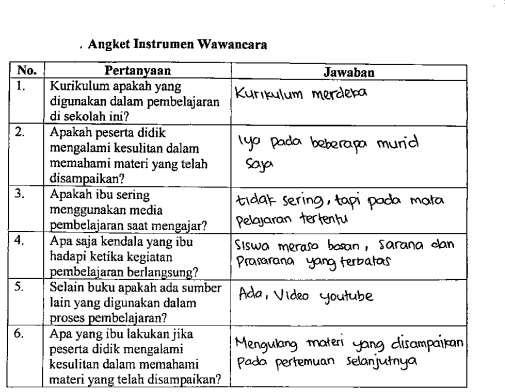 . Angket Instrumen Wawancara
No. Pertanyaan Jawaban
1. Kurikulum apakah yang
digunakan dalam pembelajaran
di sekolah ini?
Kurikulum merdeka
2. Apakah peserta didik
mengalami kesulitan dalam
memahami materi yang telah
disampaikan?
Iya pada beberapa murid
Saja
3. Apakah ibu sering
menggunakan media
pembelajaran saat mengajar?
tidak sering, tapi pada mata
Pelajaran tertentu
4. Apa saja kendala yang ibu
hadapi ketika kegiatan
pembelajaran berlangsung?
Siswa merasa bosan, Sarana dan
Prasarana yang terbatas
5. Selain buku apakah ada sumber
lain yang digunakan dalam
proses pembelajaran?
Ada, Video youtube
6. Apa yang ibu lakukan jika
peserta didik mengalami
kesulitan dalam memahami
materi yang telah disampaikan?
Mengulang materi yang disampaikan
Pada pertemuan selanjutnya